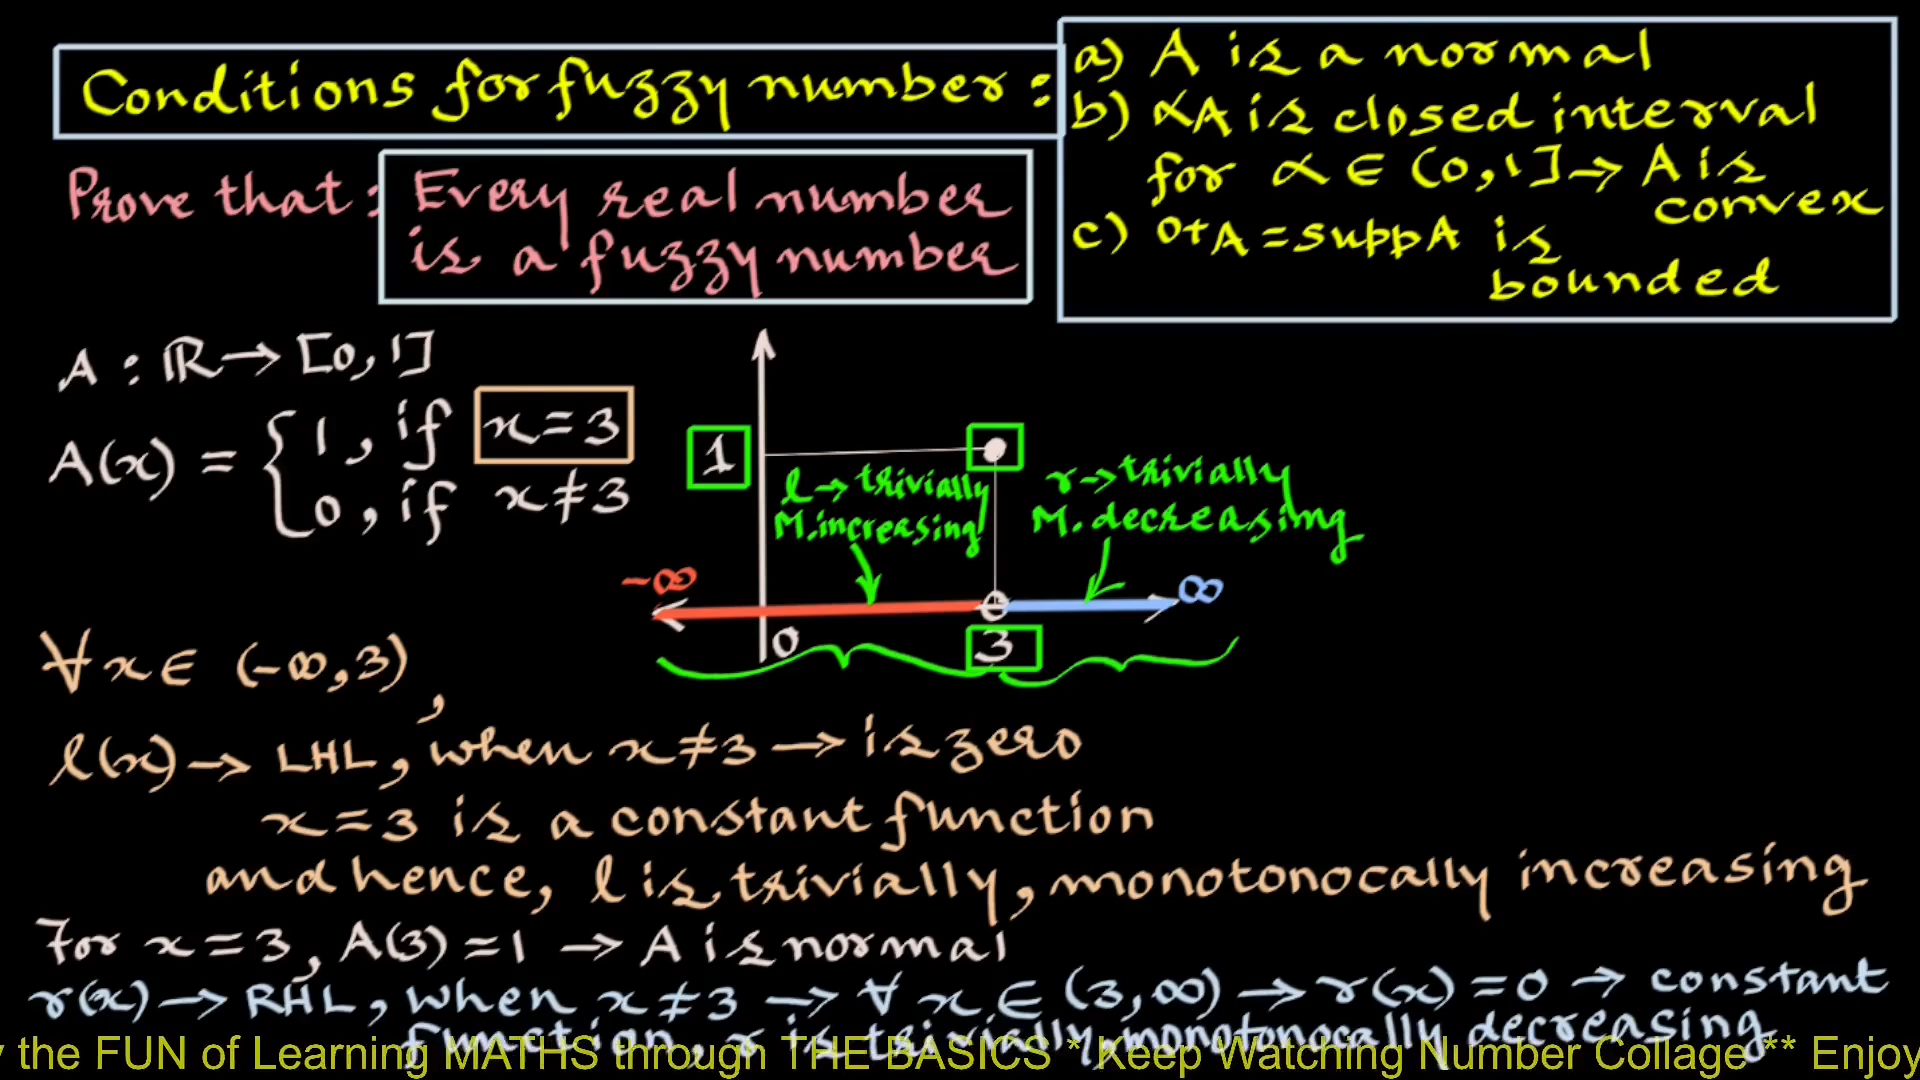 Conditions for fuzzy number :
a) A is a normal
b) αA is closed interval
for α ∈ (0,1] → A is
convex
c) 0+A = supp A is
bounded
Prove that : Every real number
is a fuzzy number
A : ℝ → [0, 1]
A(x) = { 1, if x = 3
0, if x ≠ 3
1
l → trivially
M.increasing
r → trivially
M.decreasing
-∞
∞
0
3
∀ x ∈ (-∞, 3),
l(x) → LHL, when x ≠ 3 → is zero
x = 3 is a constant function
and hence, l is trivially, monotonocally increasing
For x = 3, A(3) = 1 → A is normal
r(x) → RHL, when x ≠ 3 → ∀ x ∈ (3, ∞) → r(x) = 0 → constant
function, r is trivially, monotonocally decreasing
y the FUN of Learning MATHS through THE BASICS * Keep Watching Number Collage ** Enjoy